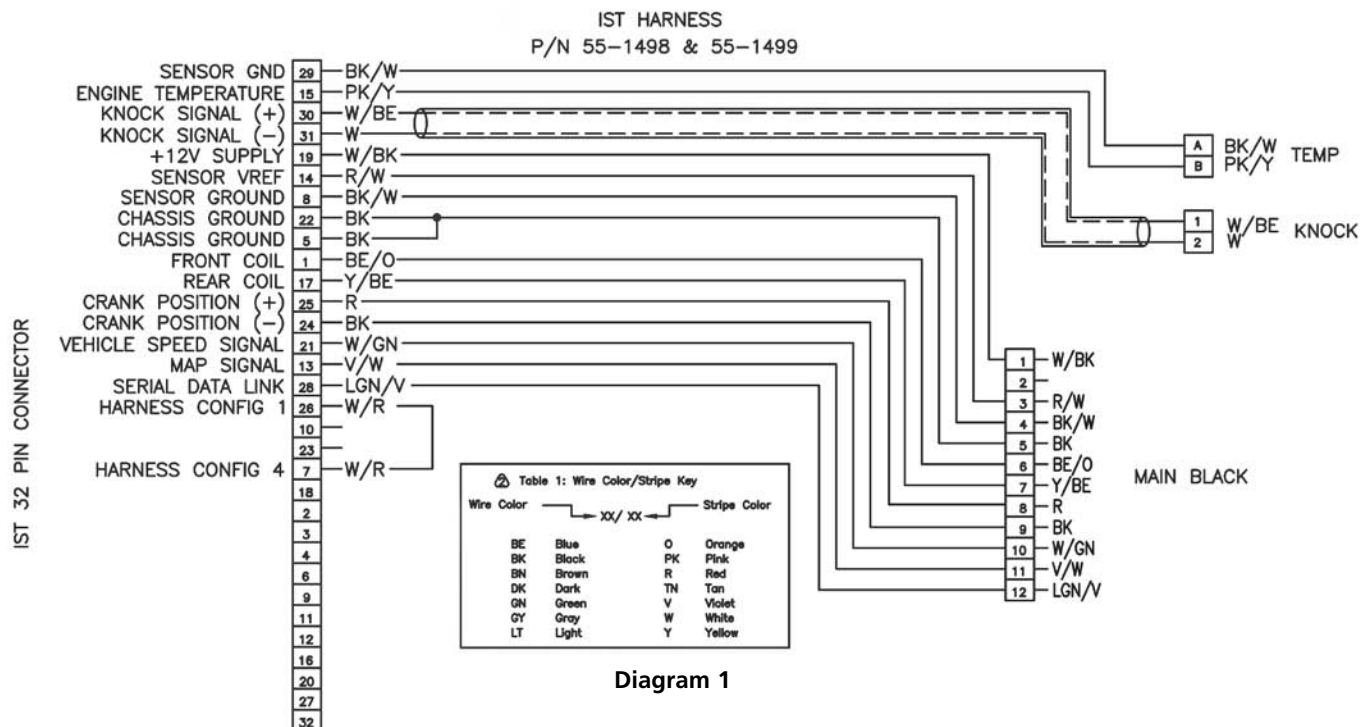 IST HARNESS
P/N 55-1498 & 55-1499
IST 32 PIN CONNECTOR
SENSOR GND 29 BK/W
ENGINE TEMPERATURE 15 PK/Y
KNOCK SIGNAL (+) 30 W/BE
KNOCK SIGNAL (-) 31 W
+12V SUPPLY 19 W/BK
SENSOR VREF 14 R/W
SENSOR GROUND 8 BK/W
CHASSIS GROUND 22 BK
CHASSIS GROUND 5 BK
FRONT COIL 1 BE/O
REAR COIL 17 Y/BE
CRANK POSITION (+) 25 R
CRANK POSITION (-) 24 BK
VEHICLE SPEED SIGNAL 21 W/GN
MAP SIGNAL 13 V/W
SERIAL DATA LINK 28 LGN/V
HARNESS CONFIG 1 26 W/R
10
23
HARNESS CONFIG 4 7 W/R
18
2
3
4
6
9
11
12
16
20
27
32
A BK/W
B PK/Y
TEMP
1 W/BE
2 W
KNOCK
1 W/BK
2
3 R/W
4 BK/W
5 BK
6 BE/O
7 Y/BE
8 R
9 BK
10 W/GN
11 V/W
12 LGN/V
MAIN BLACK
2 Table 1: Wire Color/Stripe Key
Wire Color XX/ XX Stripe Color
BE Blue O Orange
BK Black PK Pink
BN Brown R Red
DK Dark TN Tan
GN Green V Violet
GY Gray W White
LT Light Y Yellow
Diagram 1